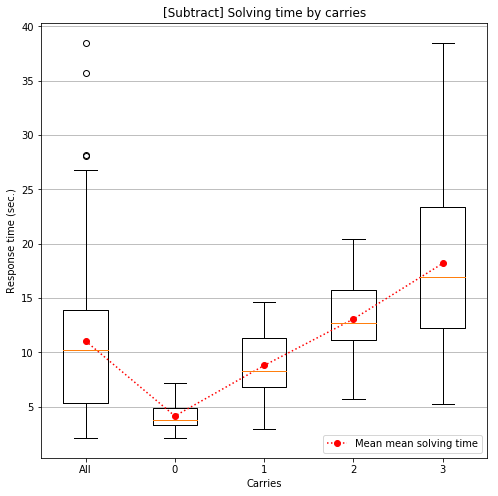 [Subtract] Solving time by carries
40
35
30
25
20
15
10
5
Response time (sec.)
Mean mean solving time
All 0 1 2 3
Carries